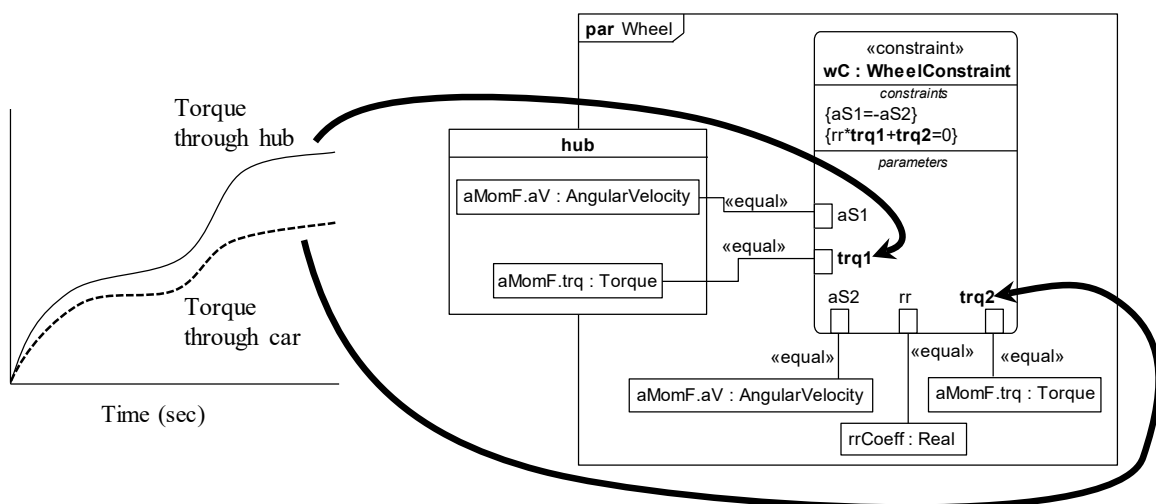 Torque
through hub
Torque
through car
Time (sec)
par Wheel
«constraint»
wC : WheelConstraint
constraints
{aS1=-aS2}
{rr*trq1+trq2=0}
parameters
hub
aMomF.aV : AngularVelocity
«equal»
aS1
aMomF.trq : Torque
«equal»
trq1
aS2
rr
trq2
«equal»
«equal»
«equal»
aMomF.aV : AngularVelocity
aMomF.trq : Torque
rrCoeff : Real